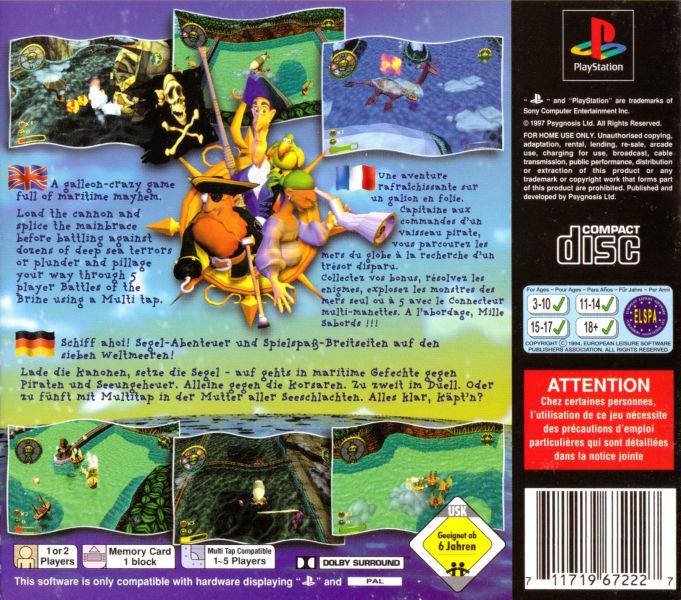 A galleon-crazy game
full of maritime mayhem.
Load the cannon and
splice the mainbrace
before battling against
dozens of deep sea terrors
or plunder and pillage
your way through 5
player Battles of the
Brine using a Multi tap.
Une aventure
rafraîchissante sur
un galion en folie.
Capitaine aux
commandes d'un
vaisseau pirate,
vous parcourez les
mers du globe à la recherche d'un
trésor disparu.
Collectez vos bonus, résolvez les
enigmes, explosez les monstres des
mers seul ou à 5 avec le Connecteur
multi-manettes. A l'abordage, Mille
Sabords !!!
Schiff ahoi! Segel-Abenteuer und Spielspaß-Breitseiten auf den
sieben Weltmeeren!
Lade die Kanonen, setze die Segel - auf gehts in maritime Gefechte gegen
Piraten und Seeungeheuer. Alleine gegen die Korsaren. Zu zweit im Duell. Oder
zu fünft mit Multitap in der Mutter aller Seeschlachten. Alles klar, Käpt'n?
USK
Geeignet ab
6 Jahren
1 or 2
Players
Memory Card
1 block
Multi Tap Compatible
1~5 Players
DOLBY SURROUND
This software is only compatible with hardware displaying " " and PAL
PlayStation
" " and "PlayStation" are trademarks of
Sony Computer Entertainment Inc.
© 1997 Psygnosis Ltd. All Rights Reserved.
FOR HOME USE ONLY. Unauthorised copying,
adaptation, rental, lending, re-sale, arcade
use, charging for use, broadcast, cable
transmission, public performance, distribution
or extraction of this product or any
trademark or copyright work that forms part
of this product are prohibited. Published and
developed by Psygnosis Ltd.
COMPACT
disc
For Ages - Pour Ages - Para Años - Für Jahre - Per Anni
3-10 11-14
15-17 18+
ELSPA
COPYRIGHT © 1994, EUROPEAN LEISURE SOFTWARE
PUBLISHERS ASSOCIATION. ALL RIGHTS RESERVED.
ATTENTION
Chez certaines personnes,
l'utilisation de ce jeu nécessite
des précautions d'emploi
particulières qui sont détaillées
dans la notice jointe
7 11719 67222 7